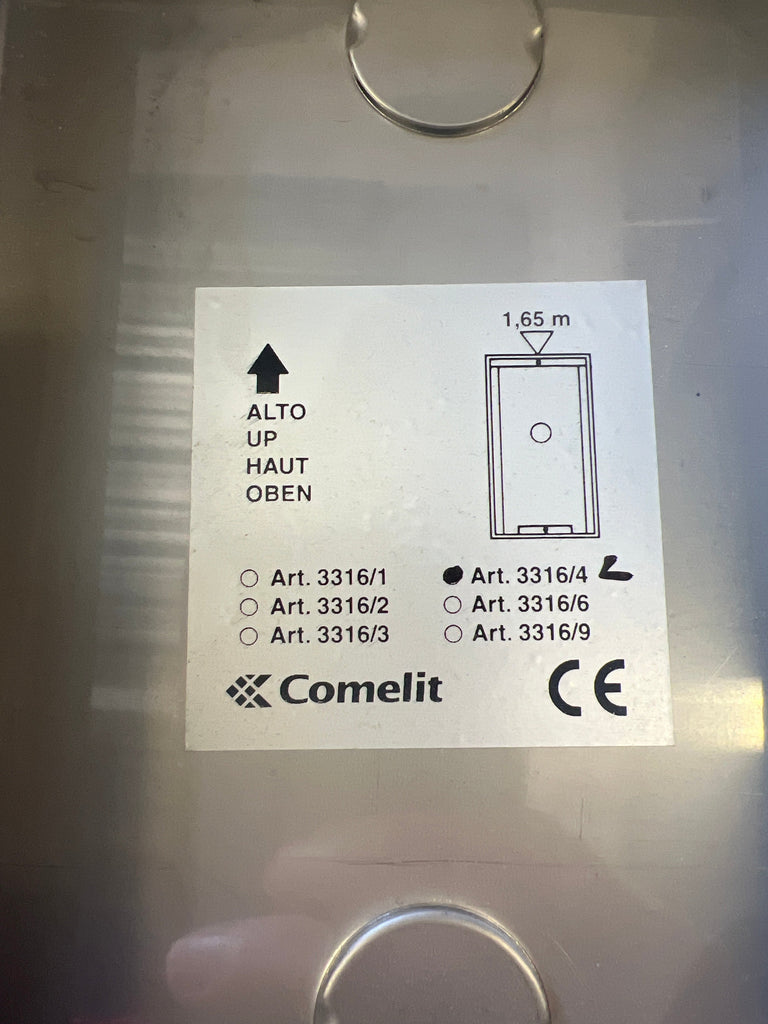 1,65 m
ALTO
UP
HAUT
OBEN
Art. 3316/1
Art. 3316/2
Art. 3316/3
Art. 3316/4
Art. 3316/6
Art. 3316/9
Comelit
CE